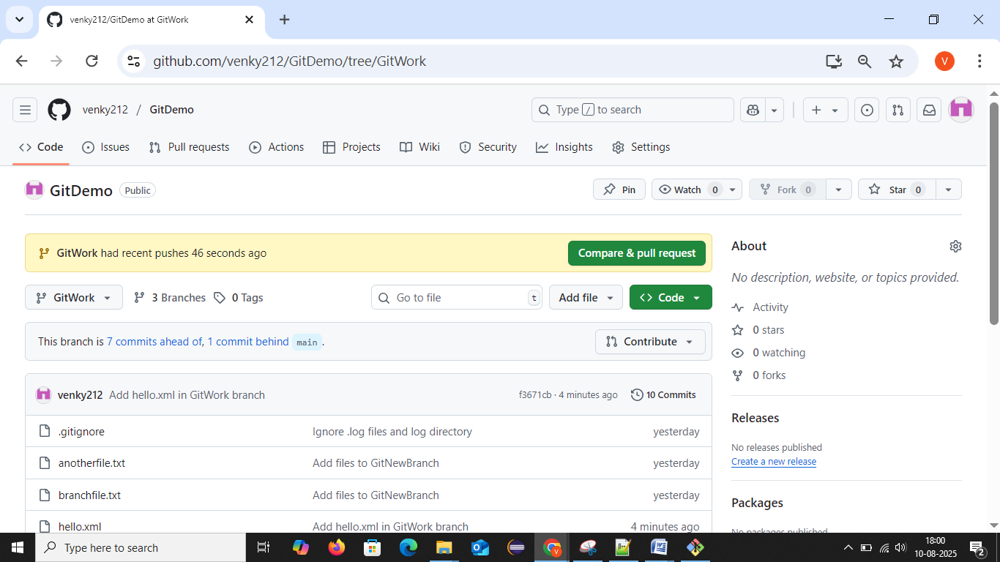 venky212/GitDemo at GitWork
github.com/venky212/GitDemo/tree/GitWork
V
venky212 / GitDemo
Type / to search
Code Issues Pull requests Actions Projects Wiki Security Insights Settings
GitDemo Public
Pin Watch 0 Fork 0 Star 0
GitWork had recent pushes 46 seconds ago
Compare & pull request
GitWork 3 Branches 0 Tags
Go to file t Add file Code
This branch is 7 commits ahead of, 1 commit behind main.
Contribute
venky212 Add hello.xml in GitWork branch f3671cb · 4 minutes ago 10 Commits
.gitignore Ignore .log files and log directory yesterday
anotherfile.txt Add files to GitNewBranch yesterday
branchfile.txt Add files to GitNewBranch yesterday
hello.xml Add hello.xml in GitWork branch 4 minutes ago
About
No description, website, or topics provided.
Activity
0 stars
0 watching
0 forks
Releases
No releases published
Create a new release
Packages
No packages published
Type here to search
18:00
10-08-2025
2